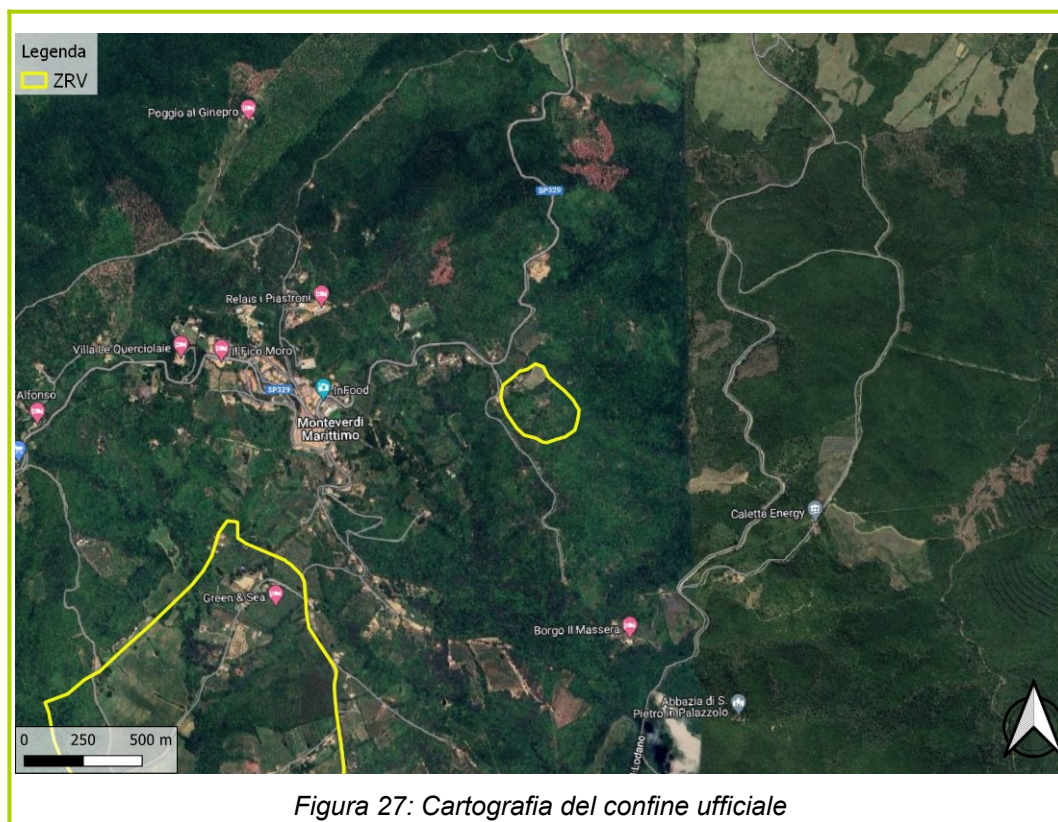 Legenda
ZRV
Poggio al Ginepro
SP329
Relais i Piastroni
Villa Le Querciolaie
Il Fico Moro
SP329
InFood
Alfonso
Monteverdi
Marittimo
Caletta Energy
Green & Sea
Borgo Il Massera
Abbazia di S.
Pietro in Palazzolo
Lodano
0 250 500 m
Figura 27: Cartografia del confine ufficiale